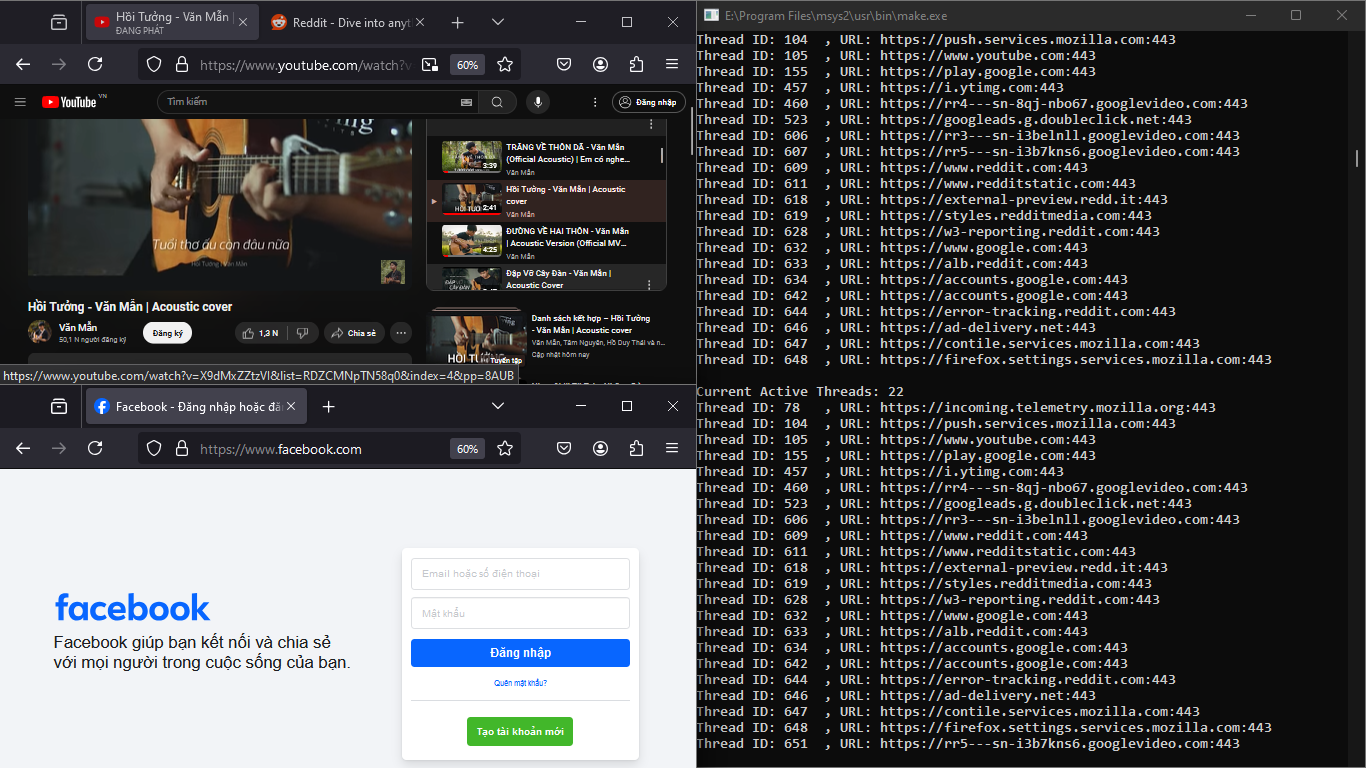 Hồi Tưởng - Văn Mẫn |
ĐANG PHÁT
Reddit - Dive into anyt
https://www.youtube.com/watch?v
60%
YouTube VN
Tìm kiếm
Đăng nhập
Tuổi thơ ấu còn đâu nữa
Hồi Tưởng | Văn Mẫn
TRĂNG VỀ THÔN DÃ - Văn Mẫn
(Official Acoustic) | Em có nghe...
Văn Mẫn
3:39
Hồi Tưởng - Văn Mẫn | Acoustic
cover
Văn Mẫn
2:41
ĐƯỜNG VỀ HAI THÔN - Văn Mẫn
| Acoustic Version (Official MV...
Văn Mẫn
4:25
Đập Vỡ Cây Đàn - Văn Mẫn |
Acoustic Cover
Hồi Tưởng - Văn Mẫn | Acoustic cover
Văn Mẫn
50,1 N người đăng ký
Đăng ký
1,3 N
Chia sẻ
Tuyển tập
Danh sách kết hợp – Hồi Tưởng
- Văn Mẫn | Acoustic cover
Văn Mẫn, Tâm Nguyên, Hồ Duy Thái và n...
Cập nhật hôm nay
https://www.youtube.com/watch?v=X9dMxZZtzVI&list=RDZCMNpTN58q0&index=4&pp=8AUB
Facebook - Đăng nhập hoặc đă
https://www.facebook.com
60%
facebook
Facebook giúp bạn kết nối và chia sẻ
với mọi người trong cuộc sống của bạn.
Email hoặc số điện thoại
Mật khẩu
Đăng nhập
Quên mật khẩu?
Tạo tài khoản mới
E:\Program Files\msys2\usr\bin\make.exe
Thread ID: 104 , URL: https://push.services.mozilla.com:443
Thread ID: 105 , URL: https://www.youtube.com:443
Thread ID: 155 , URL: https://play.google.com:443
Thread ID: 457 , URL: https://i.ytimg.com:443
Thread ID: 460 , URL: https://rr4---sn-8qj-nbo67.googlevideo.com:443
Thread ID: 523 , URL: https://googleads.g.doubleclick.net:443
Thread ID: 606 , URL: https://rr3---sn-i3belnll.googlevideo.com:443
Thread ID: 607 , URL: https://rr5---sn-i3b7kns6.googlevideo.com:443
Thread ID: 609 , URL: https://www.reddit.com:443
Thread ID: 611 , URL: https://www.redditstatic.com:443
Thread ID: 618 , URL: https://external-preview.redd.it:443
Thread ID: 619 , URL: https://styles.redditmedia.com:443
Thread ID: 628 , URL: https://w3-reporting.reddit.com:443
Thread ID: 632 , URL: https://www.google.com:443
Thread ID: 633 , URL: https://alb.reddit.com:443
Thread ID: 634 , URL: https://accounts.google.com:443
Thread ID: 642 , URL: https://accounts.google.com:443
Thread ID: 644 , URL: https://error-tracking.reddit.com:443
Thread ID: 646 , URL: https://ad-delivery.net:443
Thread ID: 647 , URL: https://contile.services.mozilla.com:443
Thread ID: 648 , URL: https://firefox.settings.services.mozilla.com:443
Current Active Threads: 22
Thread ID: 78 , URL: https://incoming.telemetry.mozilla.org:443
Thread ID: 104 , URL: https://push.services.mozilla.com:443
Thread ID: 105 , URL: https://www.youtube.com:443
Thread ID: 155 , URL: https://play.google.com:443
Thread ID: 457 , URL: https://i.ytimg.com:443
Thread ID: 460 , URL: https://rr4---sn-8qj-nbo67.googlevideo.com:443
Thread ID: 523 , URL: https://googleads.g.doubleclick.net:443
Thread ID: 606 , URL: https://rr3---sn-i3belnll.googlevideo.com:443
Thread ID: 609 , URL: https://www.reddit.com:443
Thread ID: 611 , URL: https://www.redditstatic.com:443
Thread ID: 618 , URL: https://external-preview.redd.it:443
Thread ID: 619 , URL: https://styles.redditmedia.com:443
Thread ID: 628 , URL: https://w3-reporting.reddit.com:443
Thread ID: 632 , URL: https://www.google.com:443
Thread ID: 633 , URL: https://alb.reddit.com:443
Thread ID: 634 , URL: https://accounts.google.com:443
Thread ID: 642 , URL: https://accounts.google.com:443
Thread ID: 644 , URL: https://error-tracking.reddit.com:443
Thread ID: 646 , URL: https://ad-delivery.net:443
Thread ID: 647 , URL: https://contile.services.mozilla.com:443
Thread ID: 648 , URL: https://firefox.settings.services.mozilla.com:443
Thread ID: 651 , URL: https://rr5---sn-i3b7kns6.googlevideo.com:443